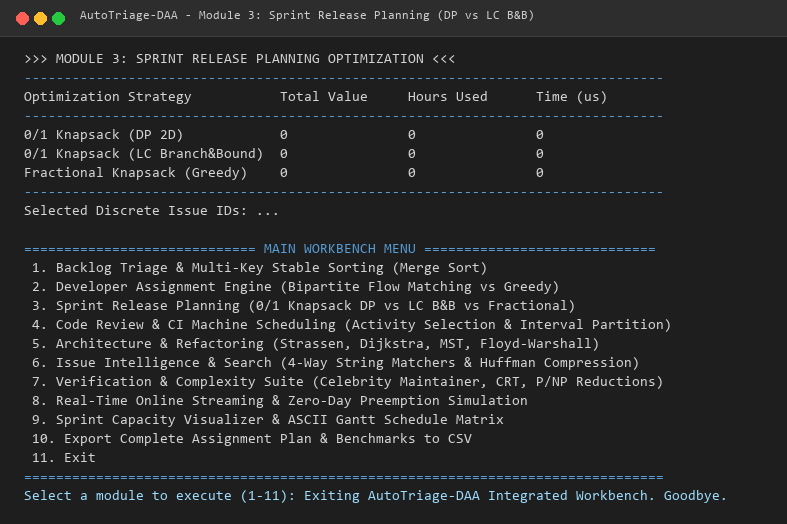 AutoTriage-DAA - Module 3: Sprint Release Planning (DP vs LC B&B)
>>> MODULE 3: SPRINT RELEASE PLANNING OPTIMIZATION <<<
--------------------------------------------------------------------------------
Optimization Strategy           Total Value     Hours Used      Time (us)
--------------------------------------------------------------------------------
0/1 Knapsack (DP 2D)            0               0               0
0/1 Knapsack (LC Branch&Bound)  0               0               0
Fractional Knapsack (Greedy)    0               0               0
--------------------------------------------------------------------------------
Selected Discrete Issue IDs: ...
============================= MAIN WORKBENCH MENU =============================
1. Backlog Triage & Multi-Key Stable Sorting (Merge Sort)
2. Developer Assignment Engine (Bipartite Flow Matching vs Greedy)
3. Sprint Release Planning (0/1 Knapsack DP vs LC B&B vs Fractional)
4. Code Review & CI Machine Scheduling (Activity Selection & Interval Partition)
5. Architecture & Refactoring (Strassen, Dijkstra, MST, Floyd-Warshall)
6. Issue Intelligence & Search (4-Way String Matchers & Huffman Compression)
7. Verification & Complexity Suite (Celebrity Maintainer, CRT, P/NP Reductions)
8. Real-Time Online Streaming & Zero-Day Preemption Simulation
9. Sprint Capacity Visualizer & ASCII Gantt Schedule Matrix
10. Export Complete Assignment Plan & Benchmarks to CSV
11. Exit
================================================================================
Select a module to execute (1-11): Exiting AutoTriage-DAA Integrated Workbench. Goodbye.